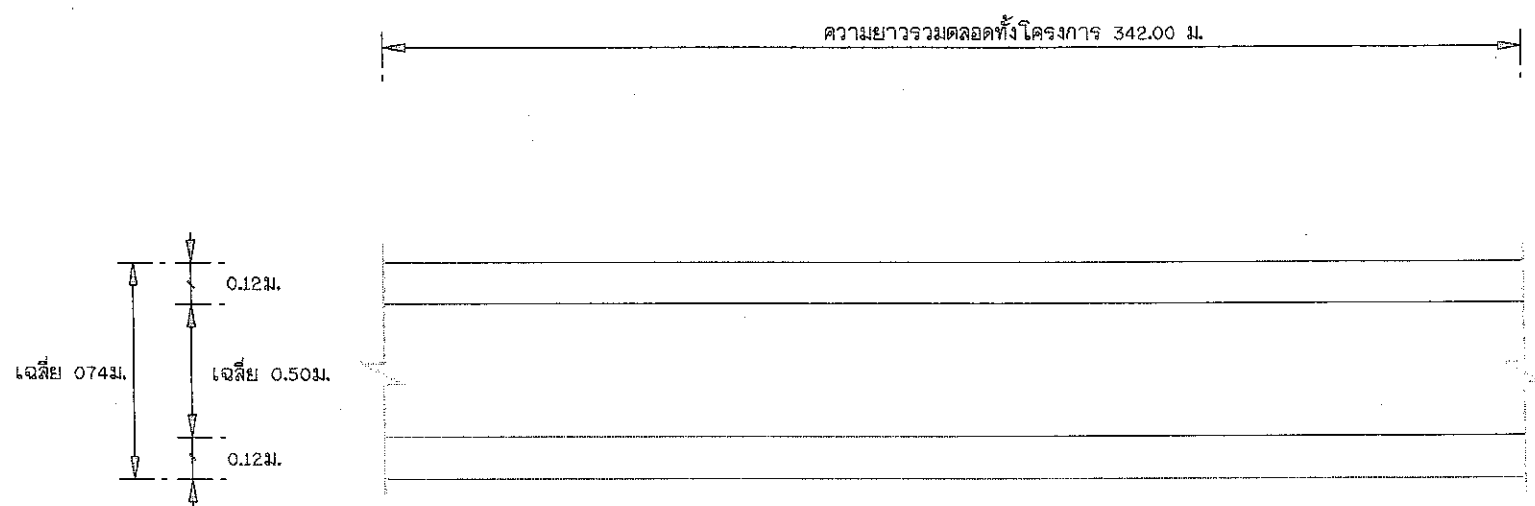 ความยาวรวมตลอดทั้งโครงการ 342.00 ม.
0.12ม.
เฉลี่ย 074ม.
เฉลี่ย 0.50ม.
0.12ม.